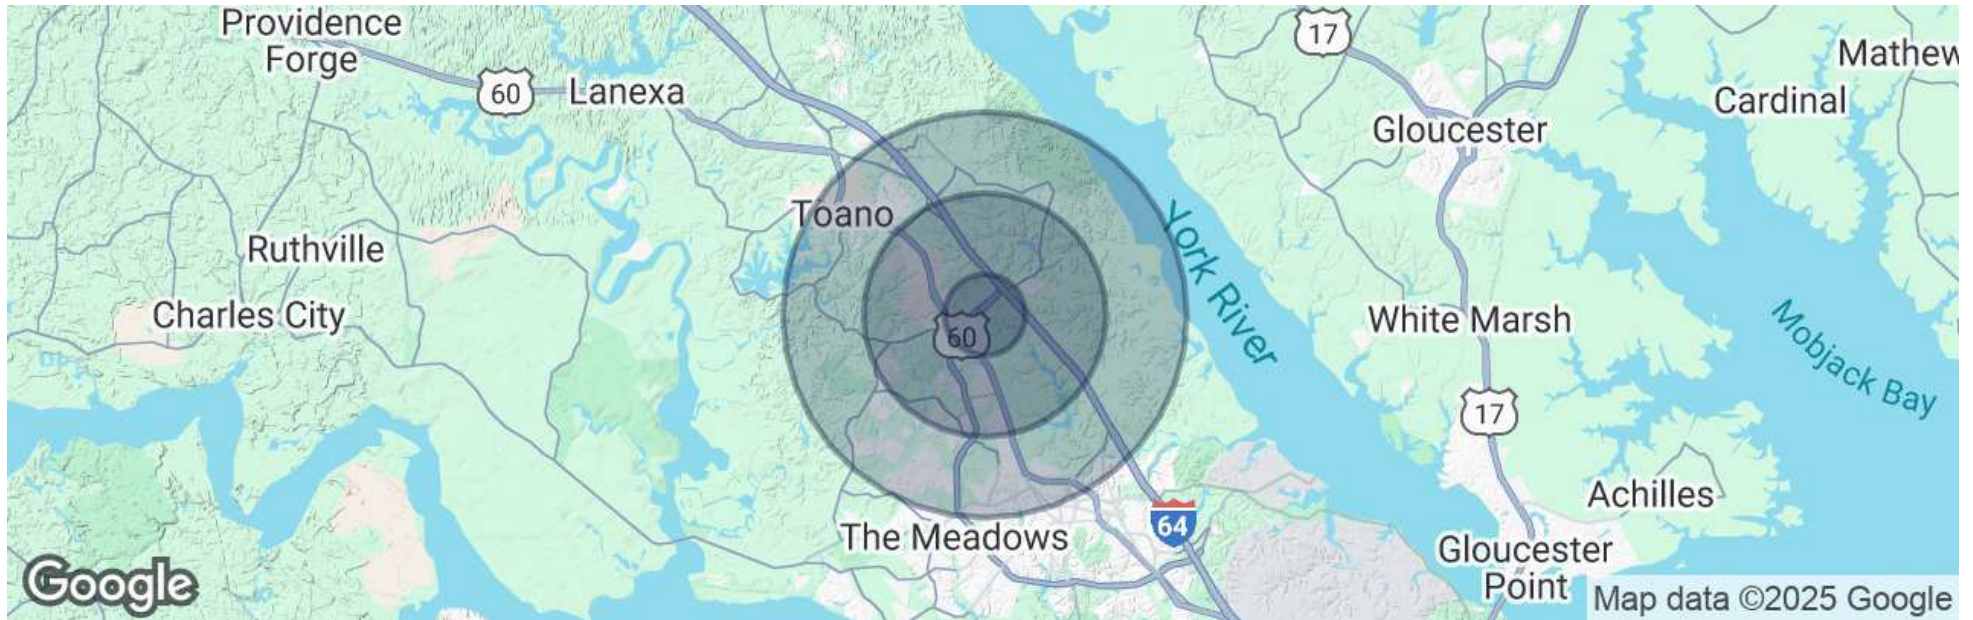 Providence
Forge
60
Lanexa
17
Mathew
Cardinal
Gloucester
Toano
York River
Ruthville
Charles City
60
White Marsh
Mobjack Bay
17
Achilles
The Meadows
64
Gloucester
Point
Google
Map data ©2025 Google